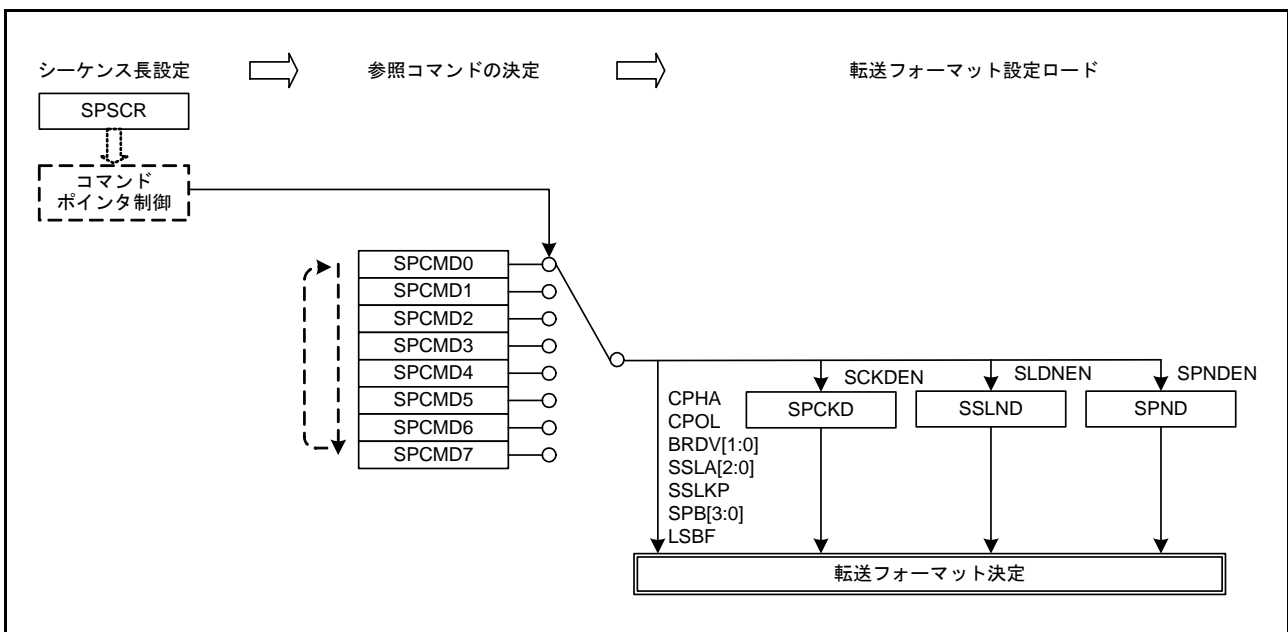 シーケンス長設定
参照コマンドの決定
転送フォーマット設定ロード
SPSCR
コマンド
ポインタ制御
SPCMD0
SPCMD1
SPCMD2
SPCMD3
SPCMD4
SPCMD5
SPCMD6
SPCMD7
CPHA
CPOL
BRDV[1:0]
SSLA[2:0]
SSLKP
SPB[3:0]
LSBF
SCKDEN
SPCKD
SLDNEN
SSLND
SPNDEN
SPND
転送フォーマット決定